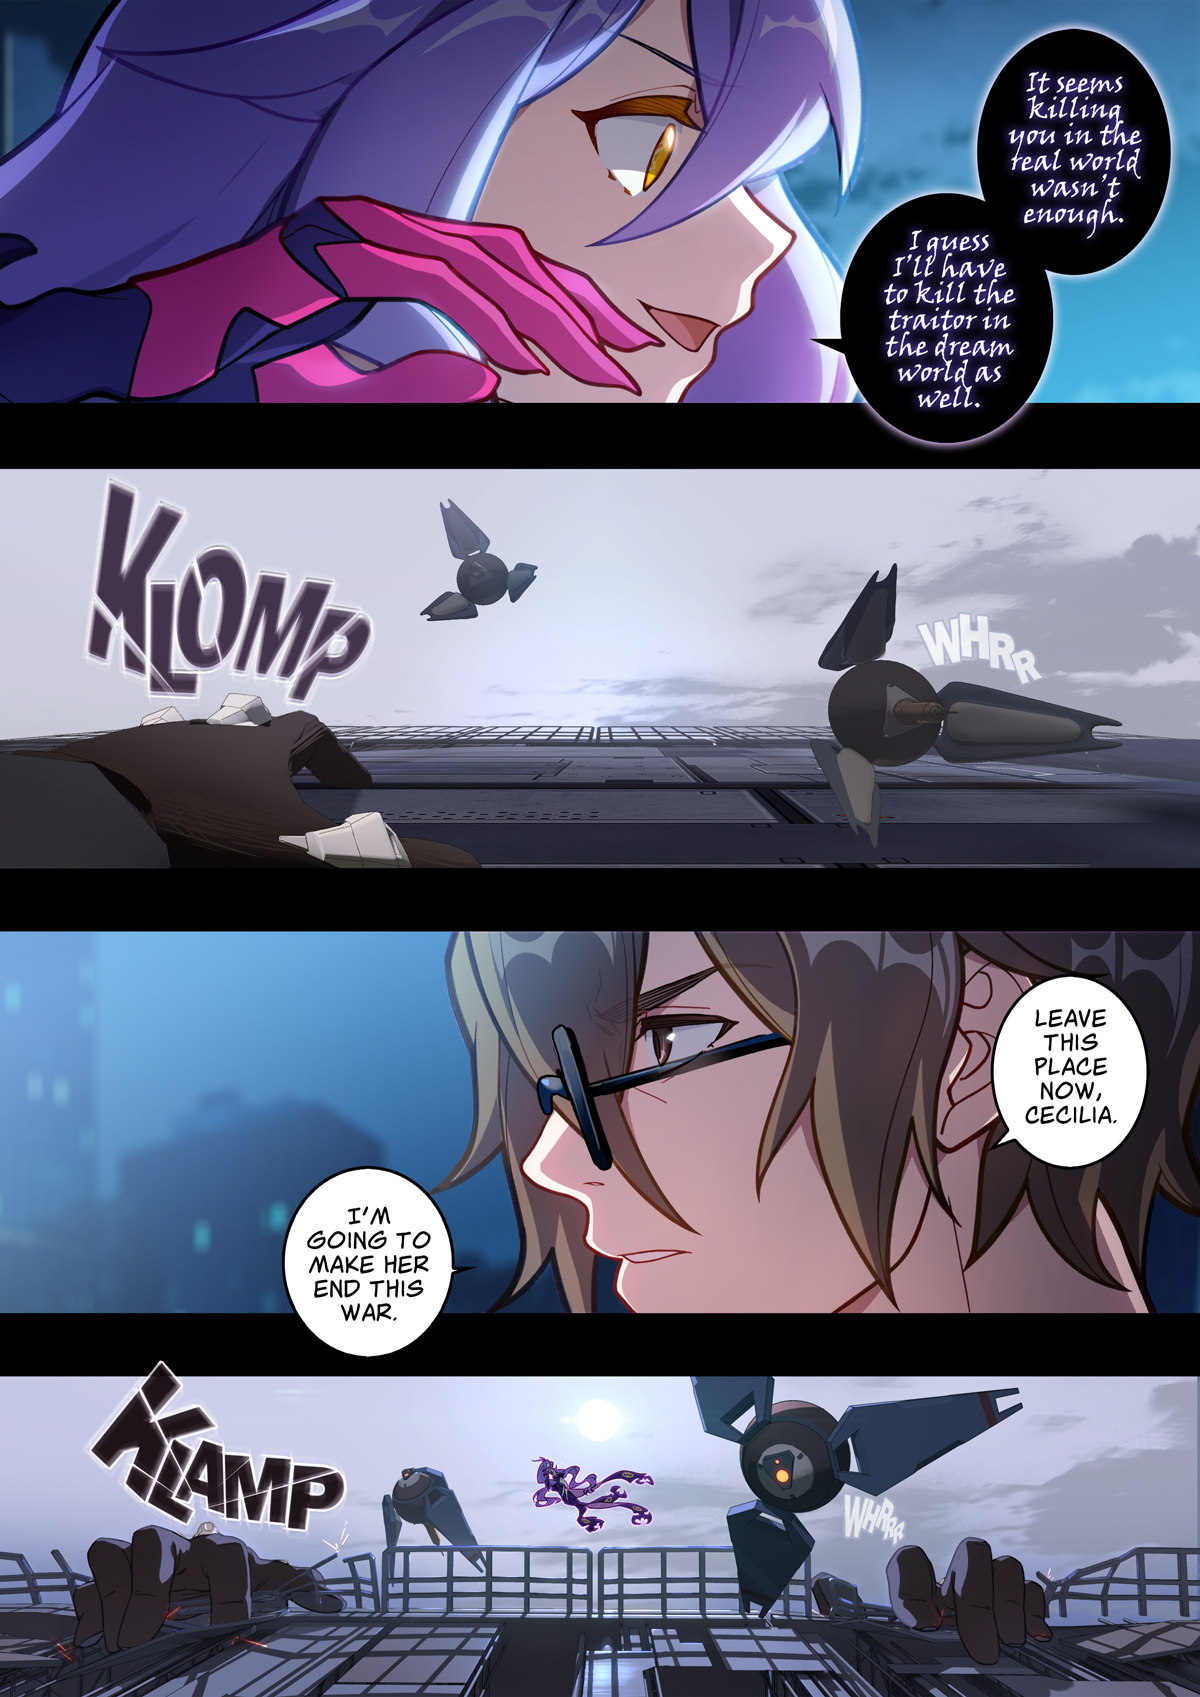 It seems
killing
you in the
real world
wasn't
enough.
I guess
I'll have
to kill the
traitor in
the dream
world as
well.
KLOMP
WHRR
LEAVE
THIS
PLACE
NOW,
CECILIA.
I'M
GOING TO
MAKE HER
END THIS
WAR.
KLAMP
WHRRR